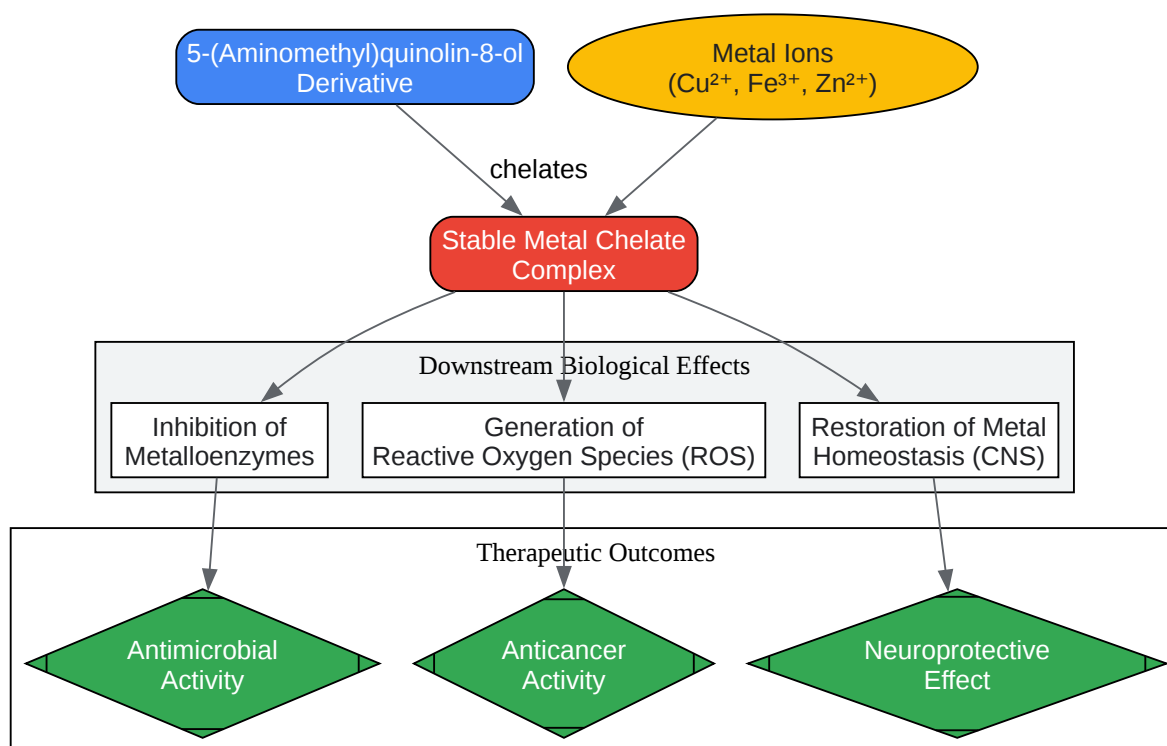 5-(Aminomethyl)quinolin-8-ol
Derivative
Metal Ions
(Cu²⁺, Fe³⁺, Zn²⁺)
chelates
Stable Metal Chelate
Complex
Downstream Biological Effects
Inhibition of
Metalloenzymes
Generation of
Reactive Oxygen Species (ROS)
Restoration of Metal
Homeostasis (CNS)
Therapeutic Outcomes
Antimicrobial
Activity
Anticancer
Activity
Neuroprotective
Effect